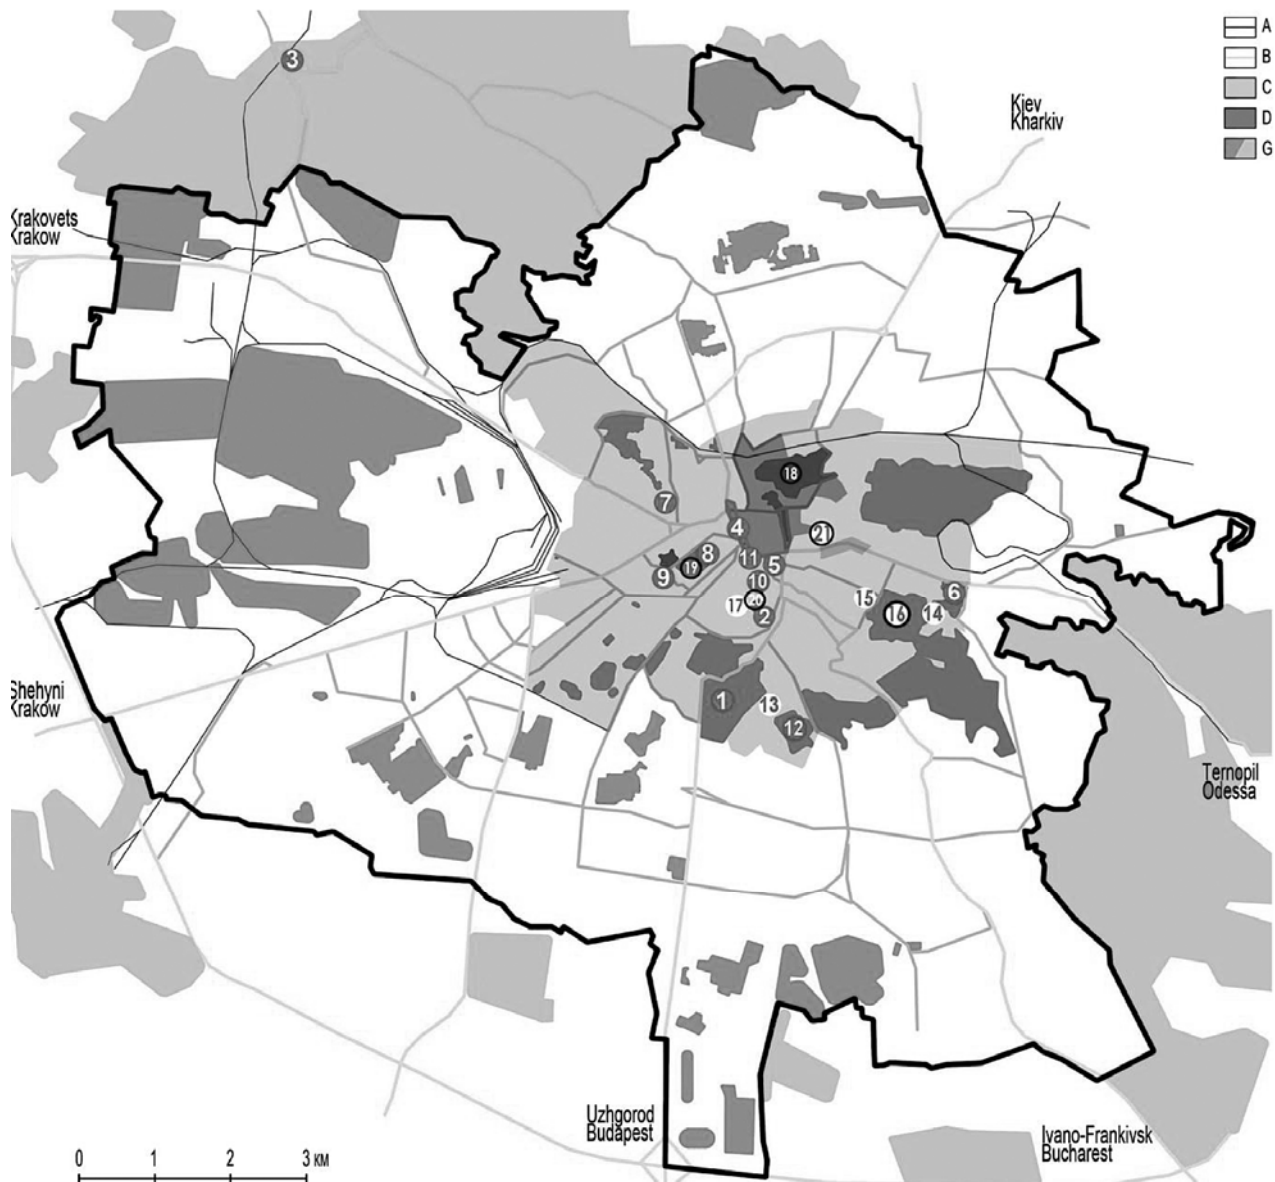 A
B
C
D
G
3
Kiev
Kharkiv
Krakovets
Krakow
18
7
4
21
11
5
8
19
9
10
6
15
17
2
16
14
1
13
12
Shehyni
Krakow
Ternopil
Odessa
Uzhgorod
Budapest
Ivano-Frankivsk
Bucharest
0 1 2 3 км